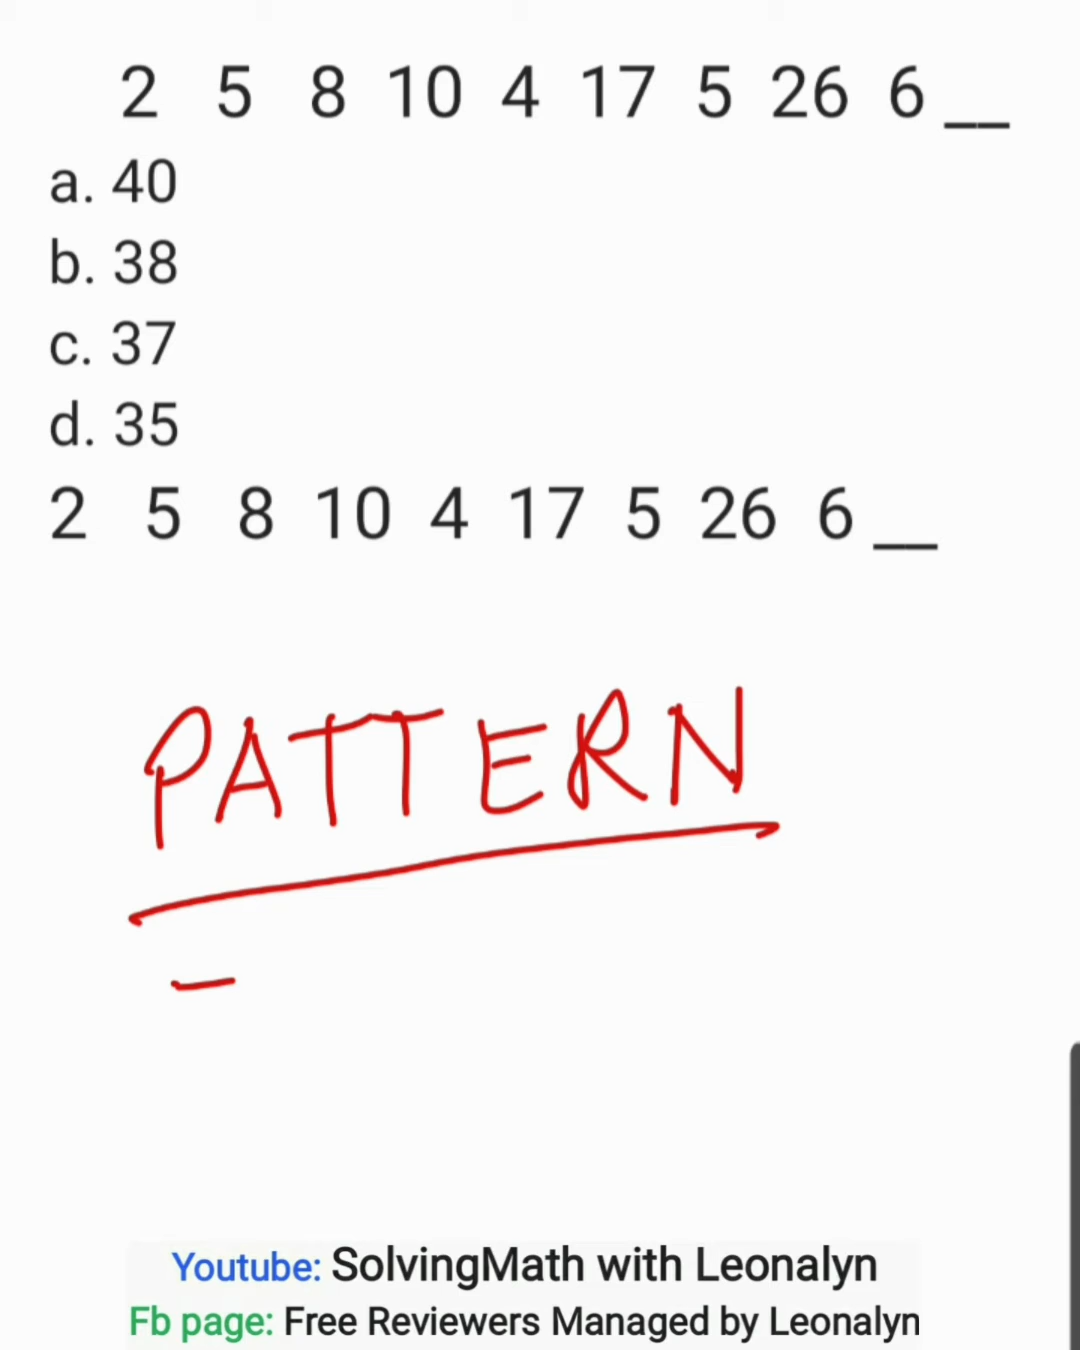 2 5 8 10 4 17 5 26 6 __
a. 40
b. 38
c. 37
d. 35
2 5 8 10 4 17 5 26 6 __
PATTERN
Youtube: SolvingMath with Leonalyn
Fb page: Free Reviewers Managed by Leonalyn